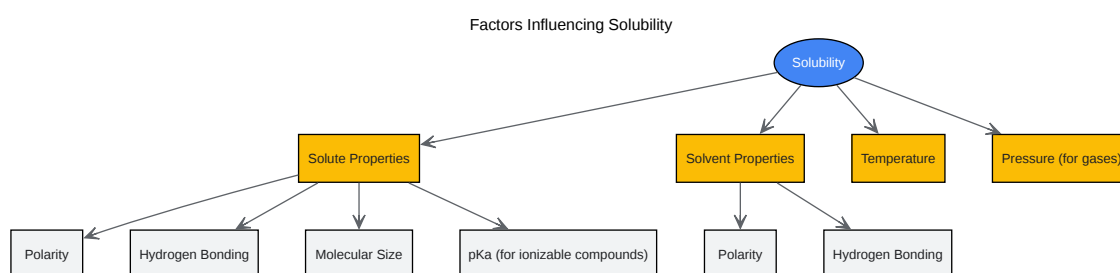 Factors Influencing Solubility
Solubility
Solute Properties
Solvent Properties
Temperature
Pressure (for gases)
Polarity
Hydrogen Bonding
Molecular Size
pKa (for ionizable compounds)
Polarity
Hydrogen Bonding